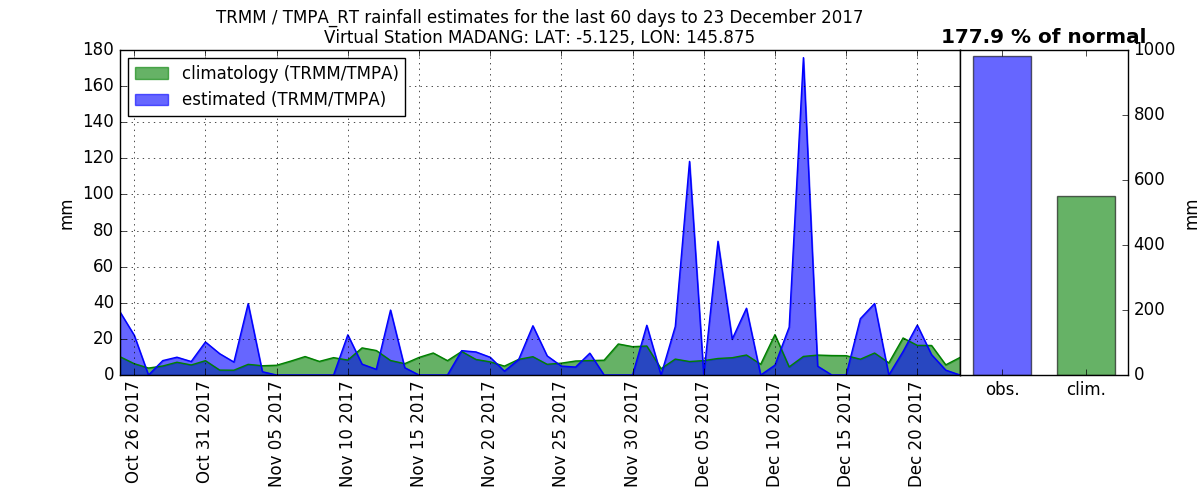 TRMM / TMPA_RT rainfall estimates for the last 60 days to 23 December 2017
Virtual Station MADANG: LAT: -5.125, LON: 145.875
177.9 % of normal
climatology (TRMM/TMPA)
estimated (TRMM/TMPA)
mm
180
160
140
120
100
80
60
40
20
0
Oct 26 2017
Oct 31 2017
Nov 05 2017
Nov 10 2017
Nov 15 2017
Nov 20 2017
Nov 25 2017
Nov 30 2017
Dec 05 2017
Dec 10 2017
Dec 15 2017
Dec 20 2017
obs.
clim.
1000
800
600
400
200
0
mm